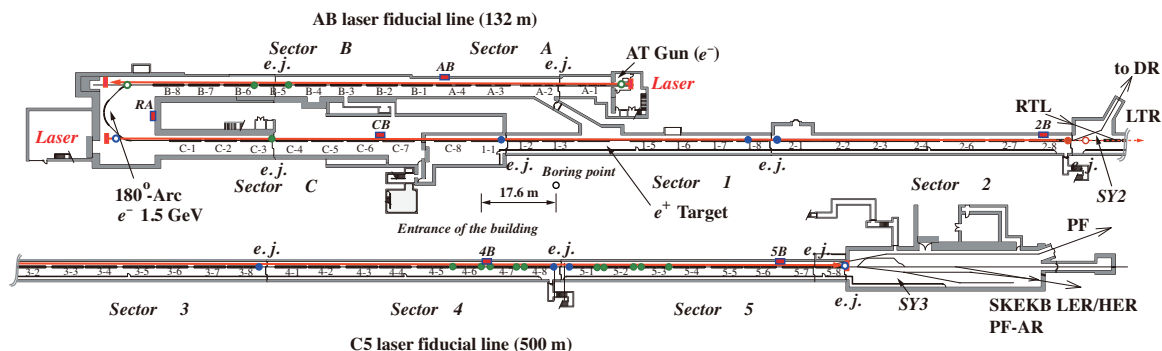 AB laser fiducial line (132 m)
Sector B Sector A
e. j. AB e. j. AT Gun (e⁻)
Laser
B-8 B-7 B-6 B-5 B-4 B-3 B-2 B-1 A-4 A-3 A-2 A-1
to DR
RA CB RTL LTR
2B
Laser
C-1 C-2 C-3 C-4 C-5 C-6 C-7 C-8 1-1 1-2 1-3 1-5 1-6 1-7 1-8 2-1 2-2 2-3 2-4 2-6 2-7 2-8
e. j. e. j. e. j. e. j.
Boring point
Sector C Sector 1 Sector 2
180°-Arc
e⁻ 1.5 GeV
17.6 m
e⁺ Target
SY2
Entrance of the building
PF
e. j. 4B e. j. 5B e. j.
3-2 3-3 3-4 3-5 3-6 3-7 3-8 4-1 4-2 4-3 4-4 4-5 4-6 4-7 4-8 5-1 5-2 5-3 5-4 5-5 5-6 5-7 5-8
Sector 3 Sector 4 Sector 5
e. j.
SY3
SKEKB LER/HER
PF-AR
C5 laser fiducial line (500 m)